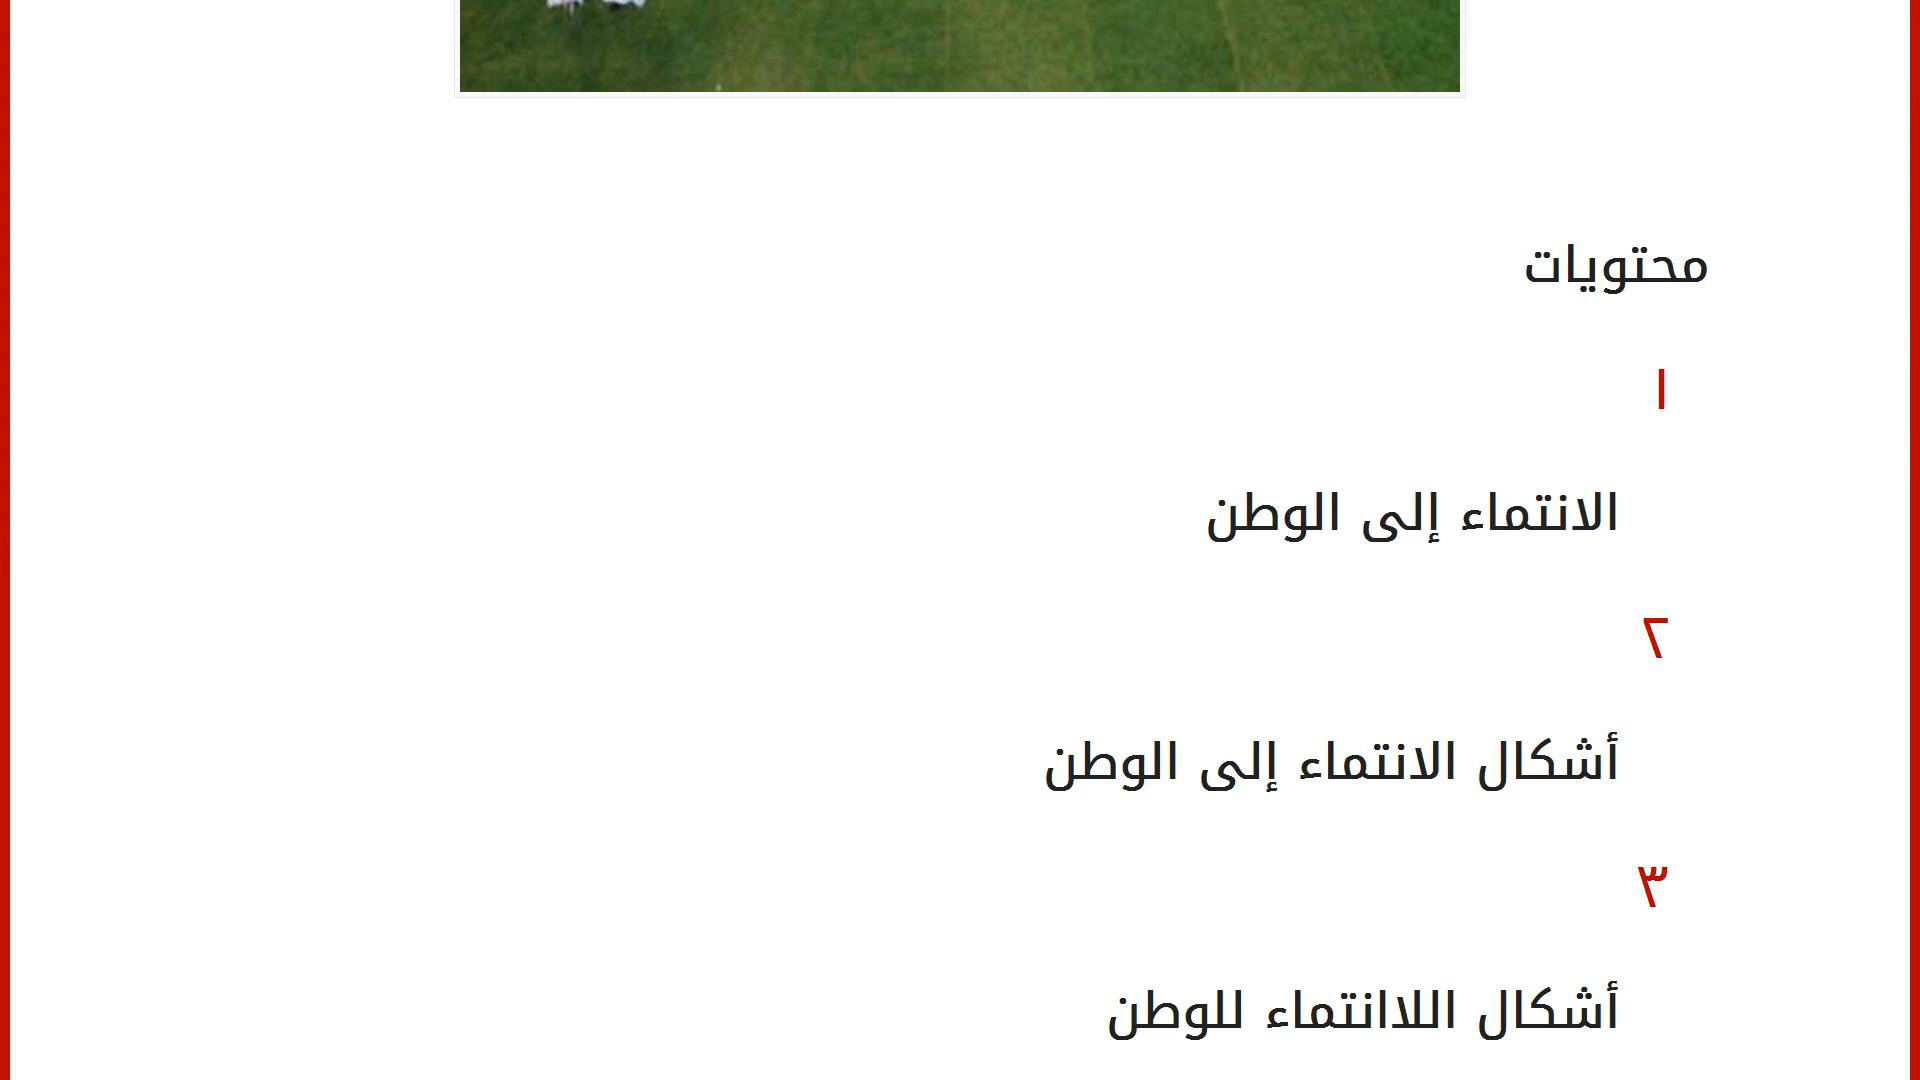 محتويات
١
الانتماء إلى الوطن
٢
أشكال الانتماء إلى الوطن
٣
أشكال اللاانتماء للوطن